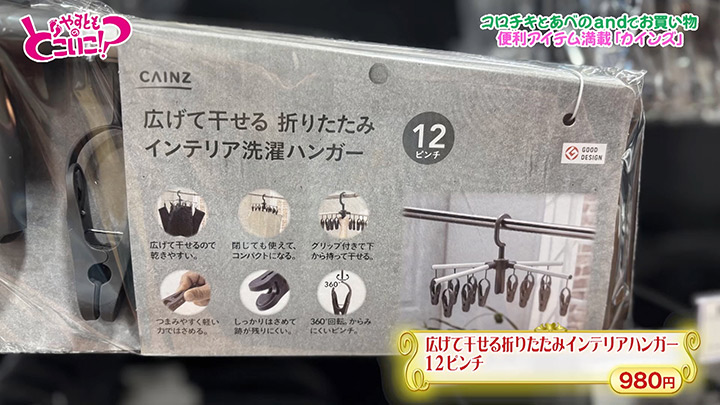 やすとものどこいこ!?
コロチキとあべのandでお買い物
便利アイテム満載「カインズ」
CAINZ
広げて干せる 折りたたみ
インテリア洗濯ハンガー
12
ピンチ
GOOD
DESIGN
広げて干せるので
乾きやすい。
閉じても使えて、
コンパクトになる。
グリップ付きで下
から持って干せる。
360°
つまみやすく軽い
力ではさめる。
しっかりはさめて
跡が残りにくい。
360°回転。からみ
にくいピンチ。
広げて干せる折りたたみインテリアハンガー
12ピンチ
980円